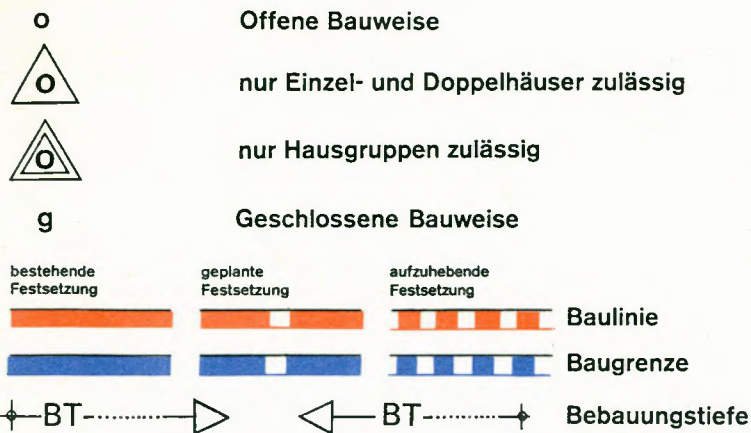 o Offene Bauweise
o nur Einzel- und Doppelhäuser zulässig
o nur Hausgruppen zulässig
g Geschlossene Bauweise
bestehende geplante aufzuhebende
Festsetzung Festsetzung Festsetzung
Baulinie
Baugrenze
BT BT Bebauungstiefe